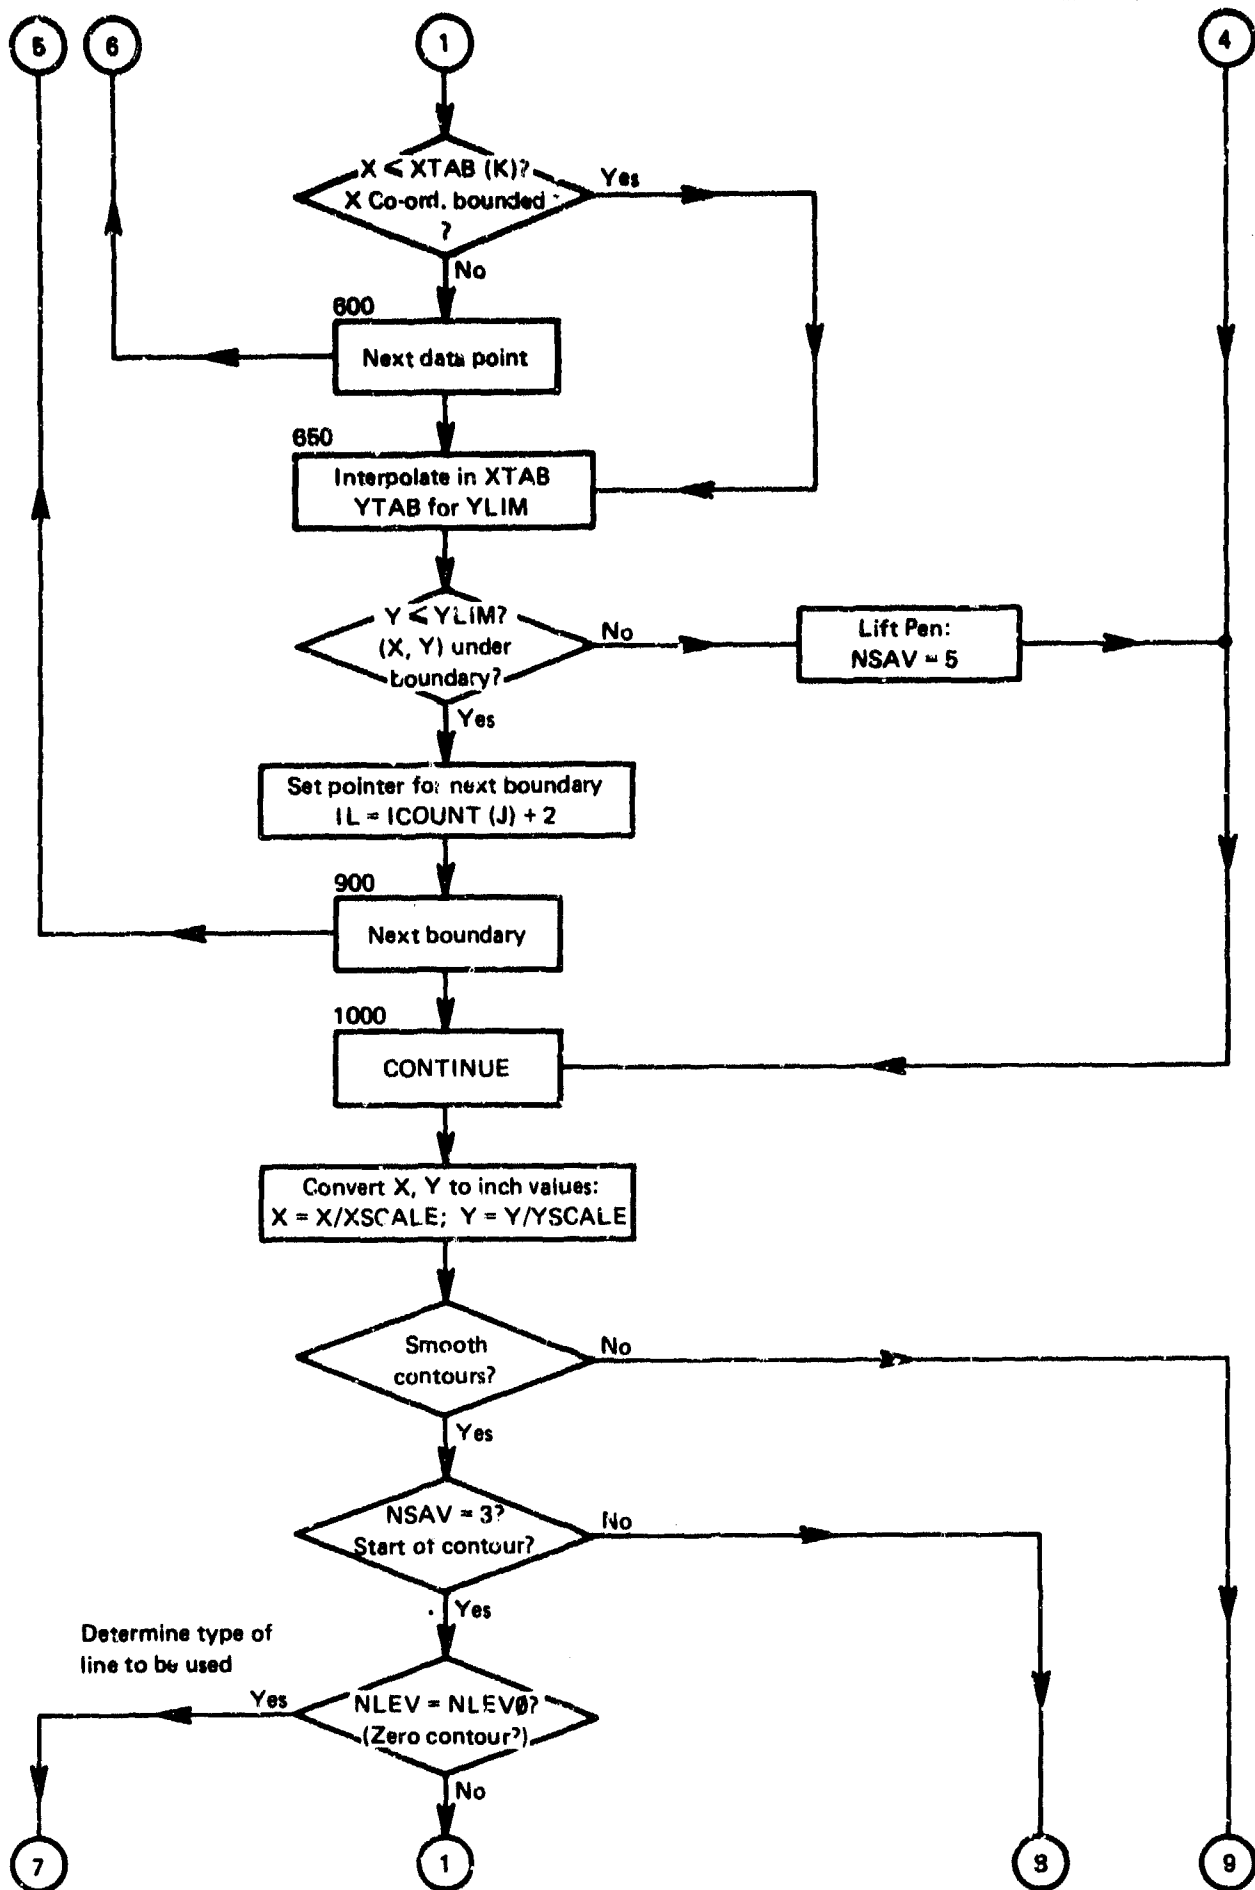 5 6 1 4
X ≤ XTAB (K)?
Yes
X Co-ord. bounded
?
No
600
Next data point
650
Interpolate in XTAB
YTAB for YLIM
Y ≤ YLIM?
No
(X, Y) under
boundary?
Lift Pen:
NSAV = 5
Yes
Set pointer for next boundary
IL = ICOUNT (J) + 2
900
Next boundary
1000
CONTINUE
Convert X, Y to inch values:
X = X/XSCALE; Y = Y/YSCALE
Smooth
contours?
No
Yes
NSAV = 3?
No
Start of contour?
Yes
Determine type of
line to be used
Yes
NLEV = NLEVØ?
(Zero contour?)
No
7 1 8 9